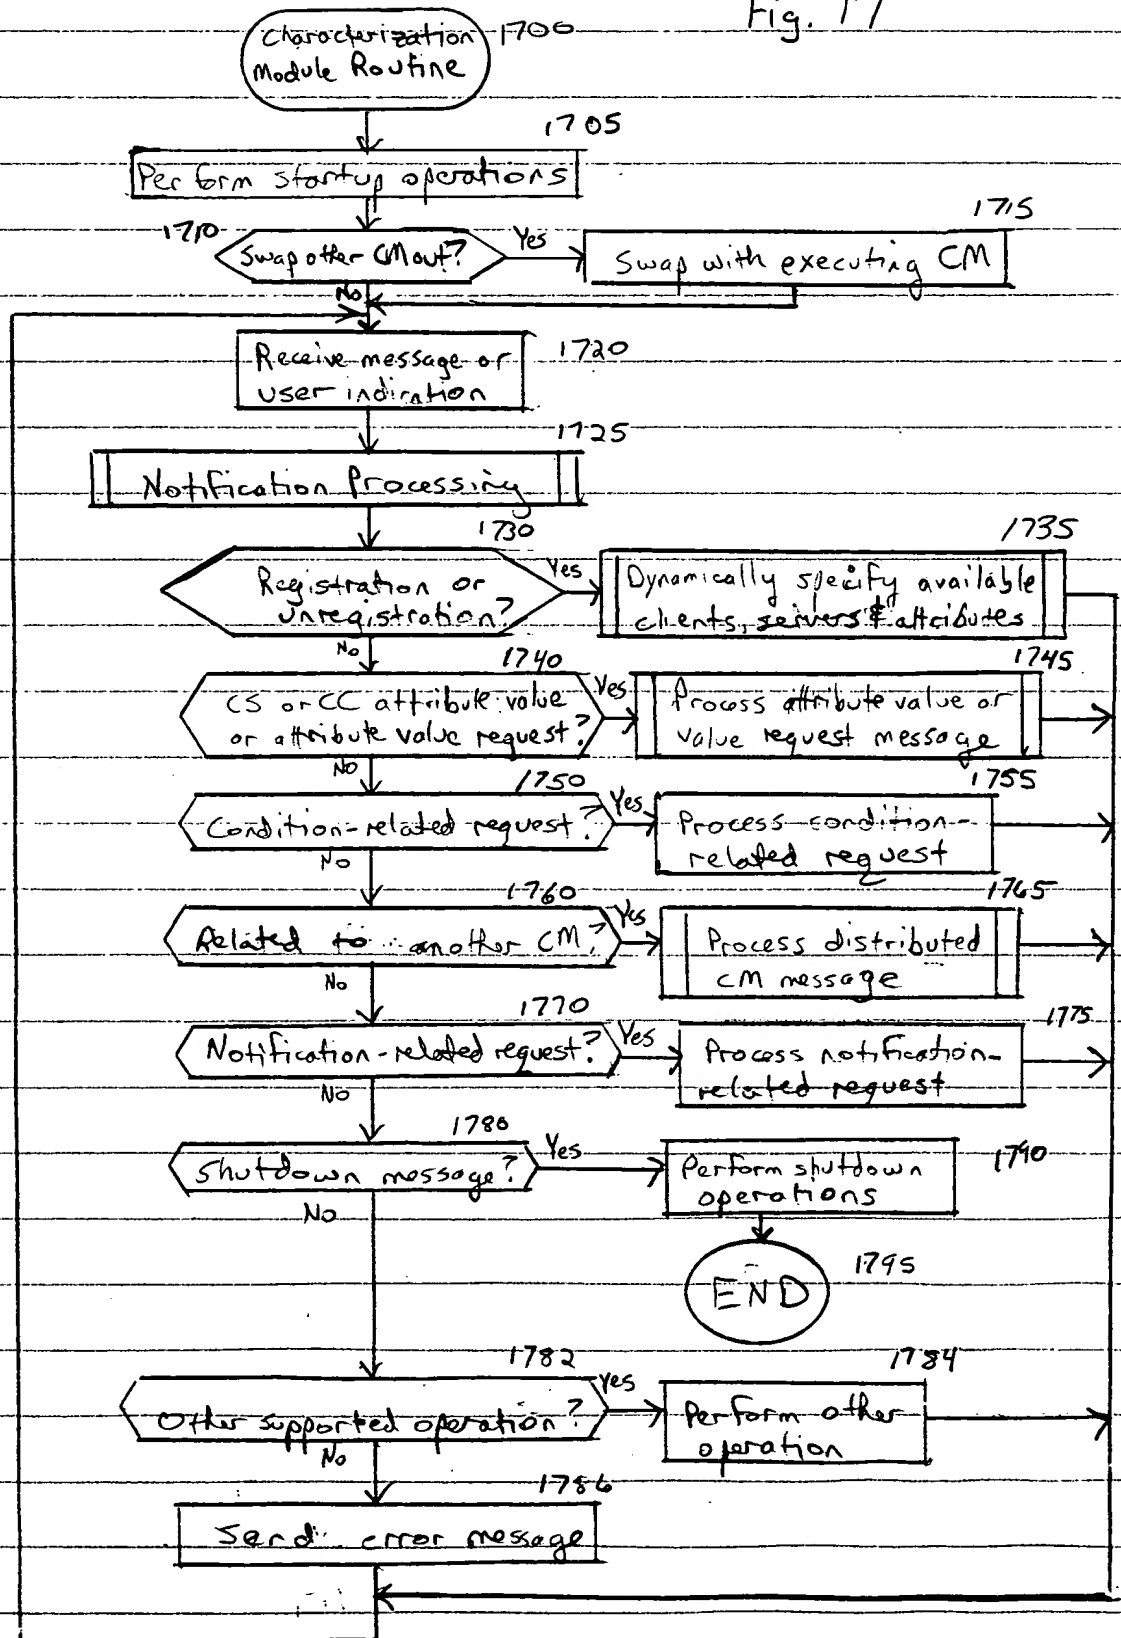 Fig. 17
Characterization 1700
Module Routine
1705
Perform startup operations
1710
Swap other CM out?
Yes
1715
Swap with executing CM
No
Receive message or 1720
user indication
1725
Notification Processing
1730
Registration or
unregistration?
Yes
1735
Dynamically specify available
clients, servers & attributes
No
1740
CS or CC attribute value
or attribute value request?
Yes
1745
Process attribute value or
value request message
No
1750
Condition-related request?
Yes
1755
Process condition-
related request
No
1760
Related to another CM?
Yes
1765
Process distributed
CM message
No
1770
Notification-related request?
Yes
1775
Process notification-
related request
No
1780
Shutdown message?
Yes
Perform shutdown 1790
operations
No
END 1795
1782
Other supported operation?
Yes
1784
Perform other
operation
No
1786
Send error message